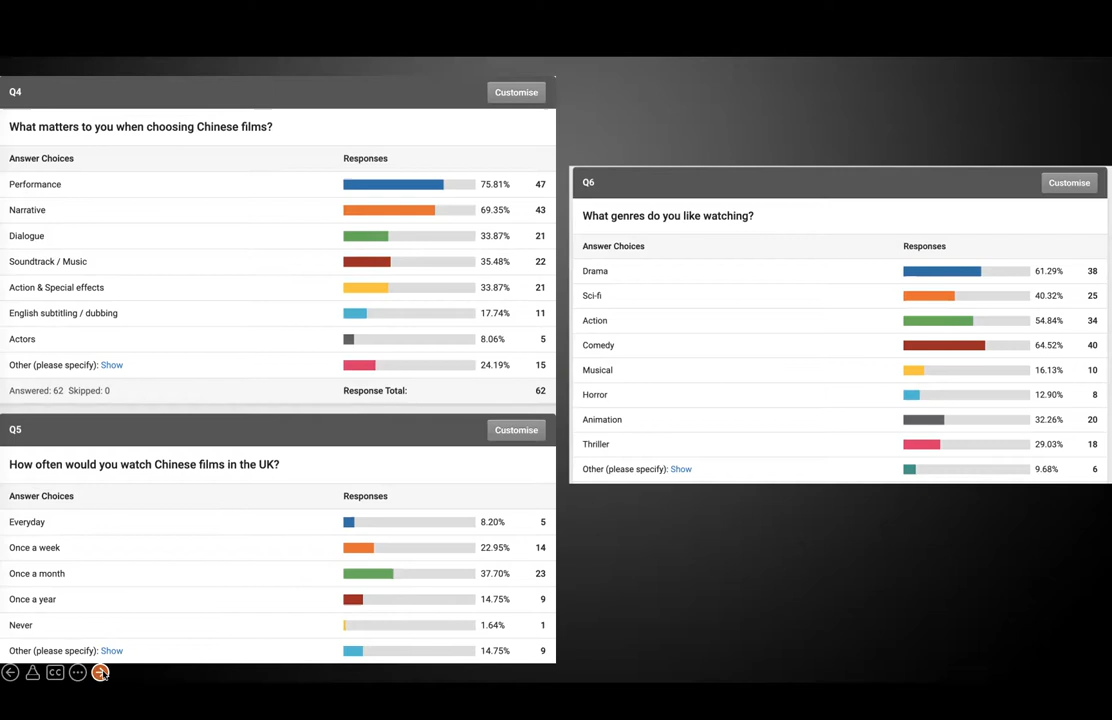 Q4 Customise
What matters to you when choosing Chinese films?
Answer Choices Responses
Performance 75.81% 47
Narrative 69.35% 43
Dialogue 33.87% 21
Soundtrack / Music 35.48% 22
Action & Special effects 33.87% 21
English subtitling / dubbing 17.74% 11
Actors 8.06% 5
Other (please specify): Show 24.19% 15
Answered: 62 Skipped: 0 Response Total: 62
Q5 Customise
How often would you watch Chinese films in the UK?
Answer Choices Responses
Everyday 8.20% 5
Once a week 22.95% 14
Once a month 37.70% 23
Once a year 14.75% 9
Never 1.64% 1
Other (please specify): Show 14.75% 9
CC
Q6 Customise
What genres do you like watching?
Answer Choices Responses
Drama 61.29% 38
Sci-fi 40.32% 25
Action 54.84% 34
Comedy 64.52% 40
Musical 16.13% 10
Horror 12.90% 8
Animation 32.26% 20
Thriller 29.03% 18
Other (please specify): Show 9.68% 6